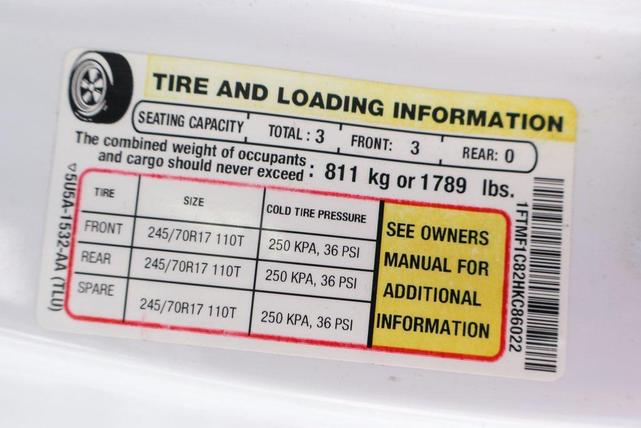 TIRE AND LOADING INFORMATION
SEATING CAPACITY TOTAL : 3 FRONT: 3 REAR: 0
The combined weight of occupants
and cargo should never exceed : 811 kg or 1789 lbs.
TIRE SIZE COLD TIRE PRESSURE
FRONT 245/70R17 110T 250 KPA, 36 PSI
REAR 245/70R17 110T 250 KPA, 36 PSI
SPARE 245/70R17 110T 250 KPA, 36 PSI
SEE OWNERS
MANUAL FOR
ADDITIONAL
INFORMATION
▽5U5A-1532-AA (TLU)
1FTMF1C82HKC86022